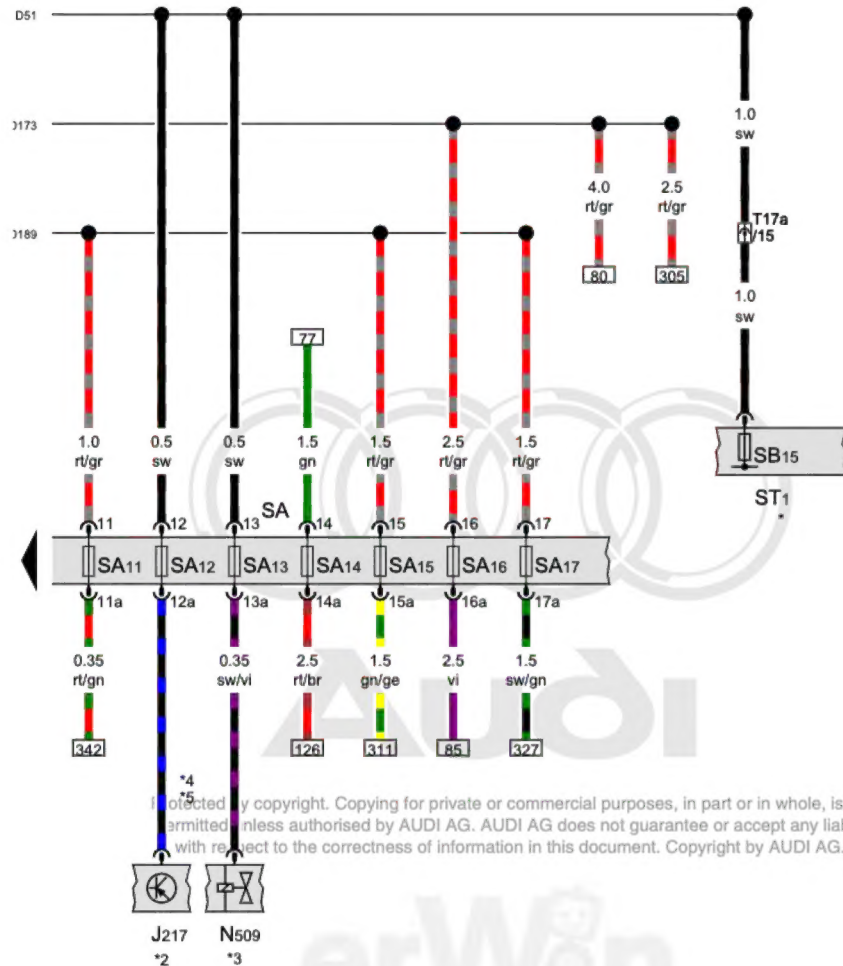 D51
D173
1.0
sw
4.0
rt/gr
2.5
rt/gr
T17a
/15
D189
80
305
1.0
sw
77
1.0
rt/gr
0.5
sw
0.5
sw
1.5
gn
1.5
rt/gr
2.5
rt/gr
1.5
rt/gr
SB15
ST1
*
SA
11
12
13
14
15
16
17
SA11
SA12
SA13
SA14
SA15
SA16
SA17
11a
12a
13a
14a
15a
16a
17a
0.35
rt/gn
0.35
sw/vi
2.5
rt/br
1.5
gn/ge
2.5
vi
1.5
sw/gn
Audi
342
126
311
85
327
*4
*5
Protected by copyright. Copying for private or commercial purposes, in part or in whole, is
permitted unless authorised by AUDI AG. AUDI AG does not guarantee or accept any liab
with respect to the correctness of information in this document. Copyright by AUDI AG.
J217
*2
N509
*3
erWin